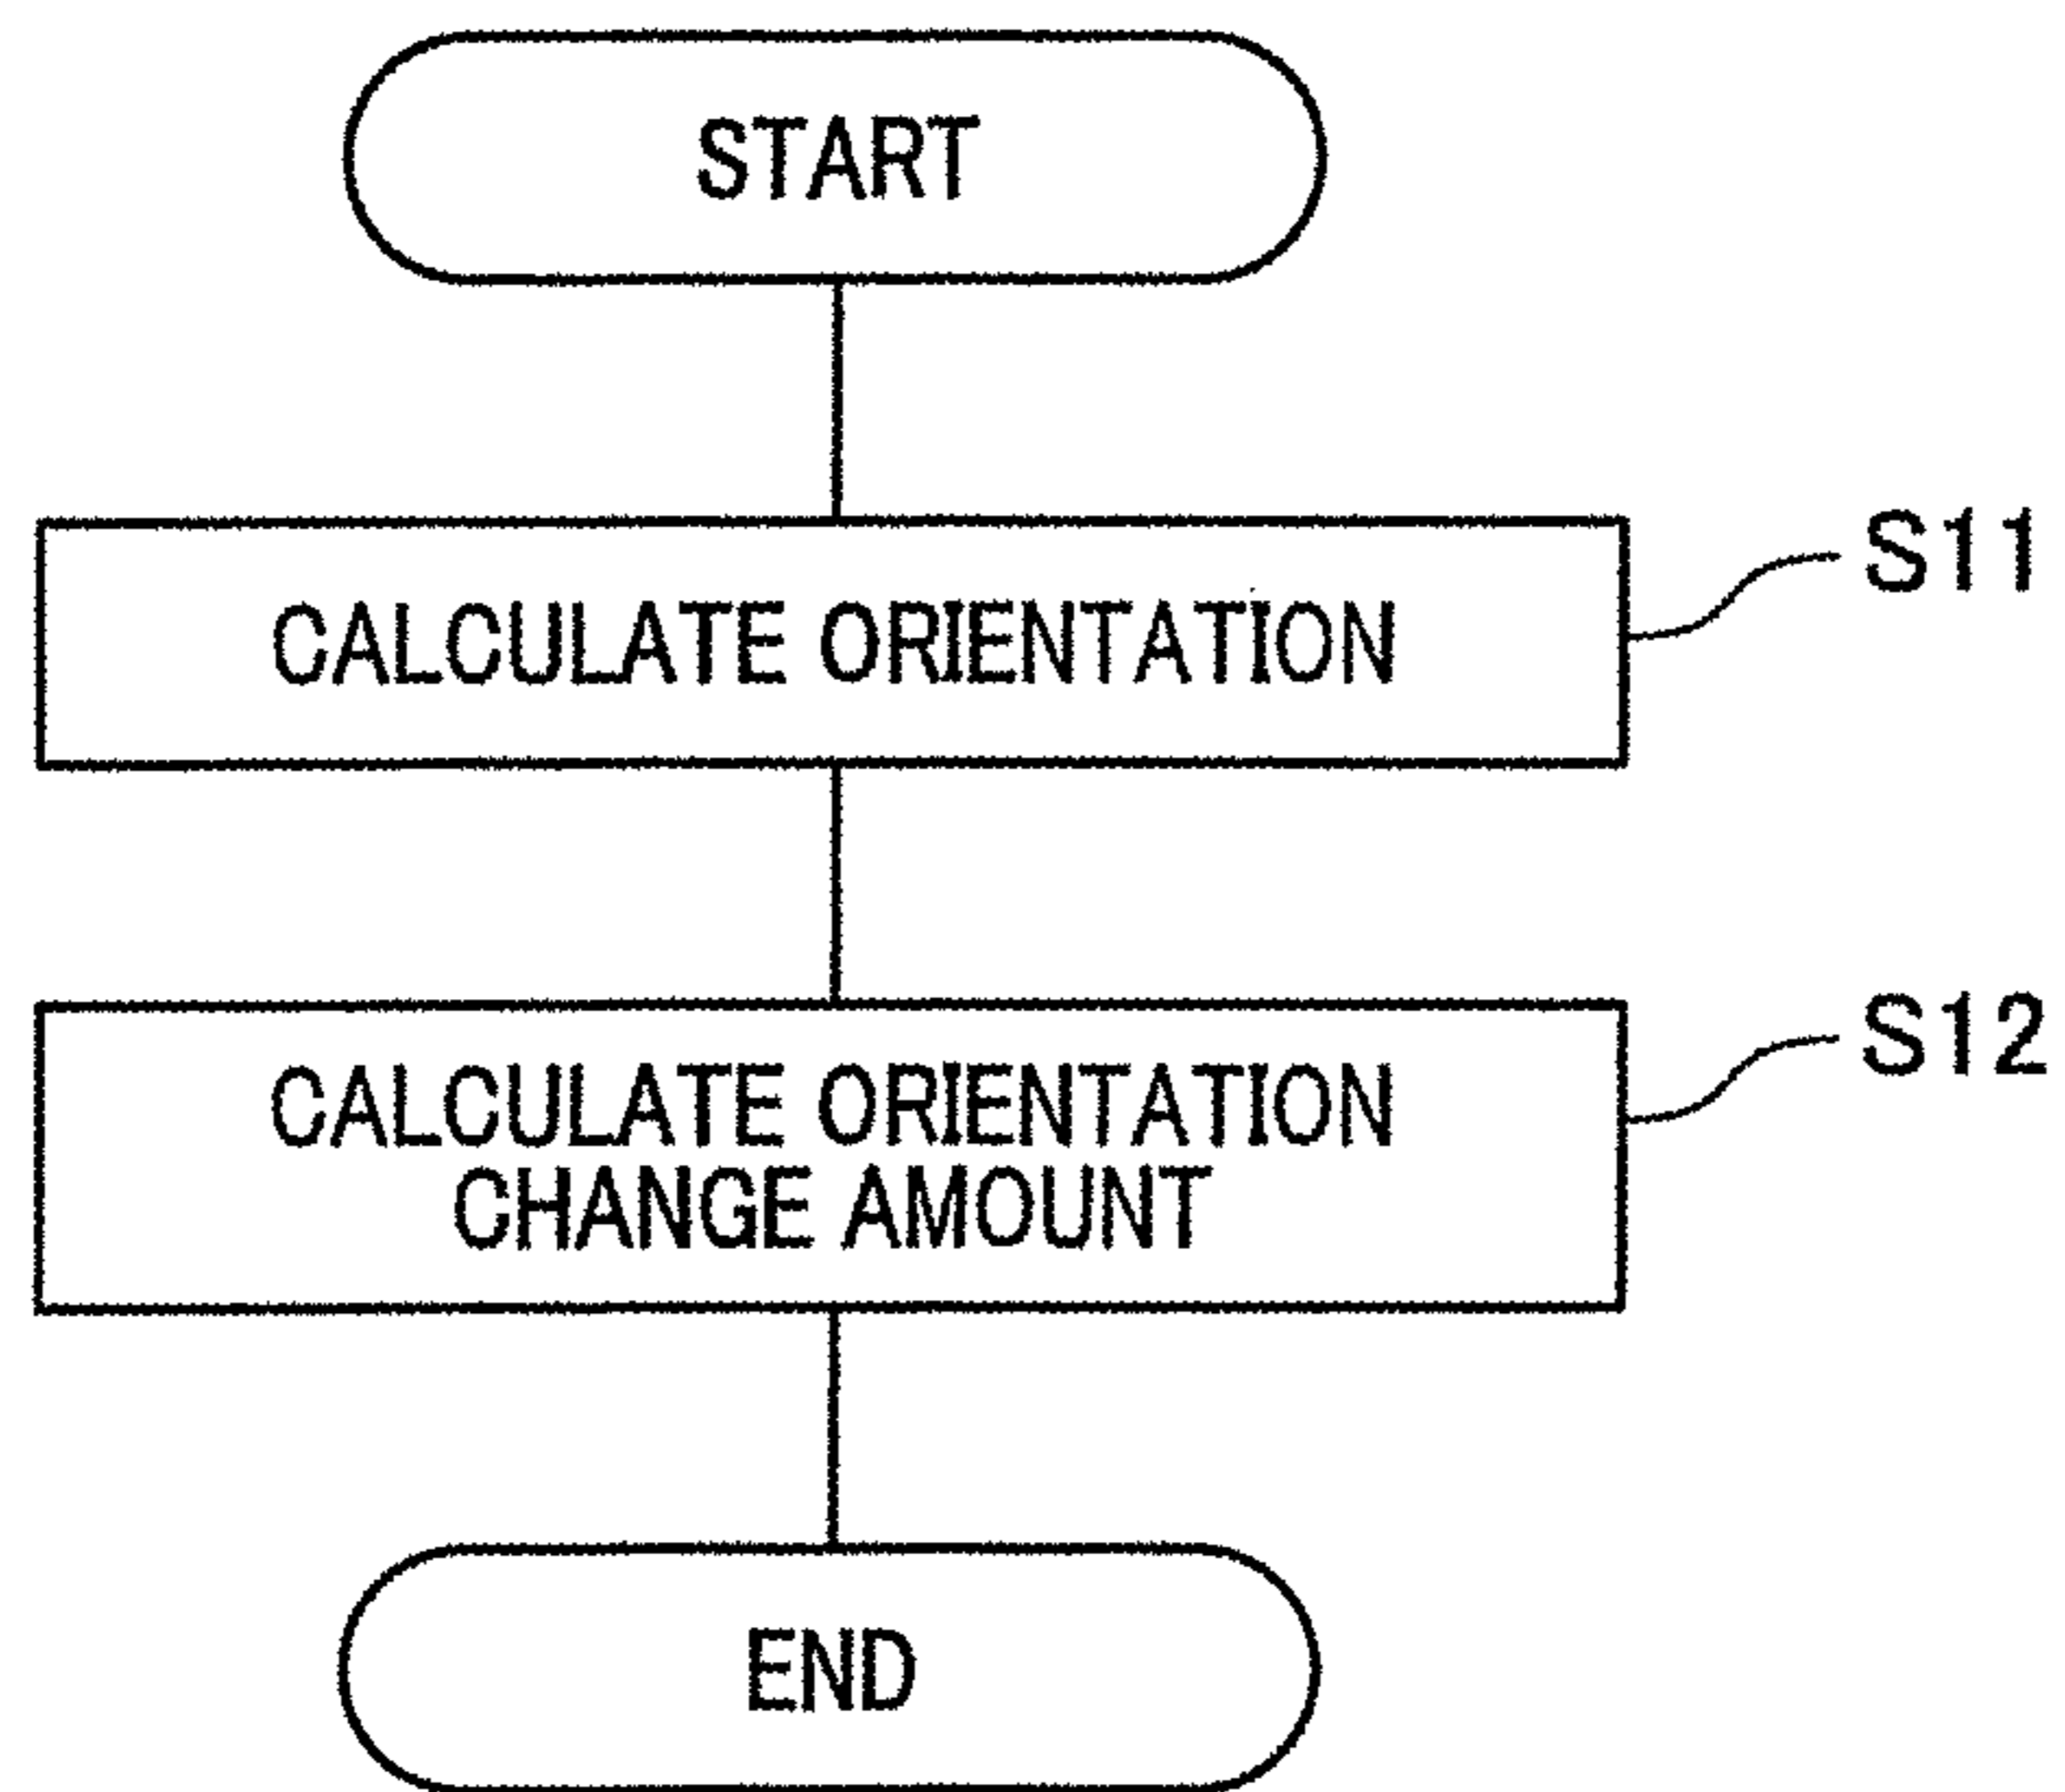 START
CALCULATE ORIENTATION
S11
CALCULATE ORIENTATION
CHANGE AMOUNT
S12
END